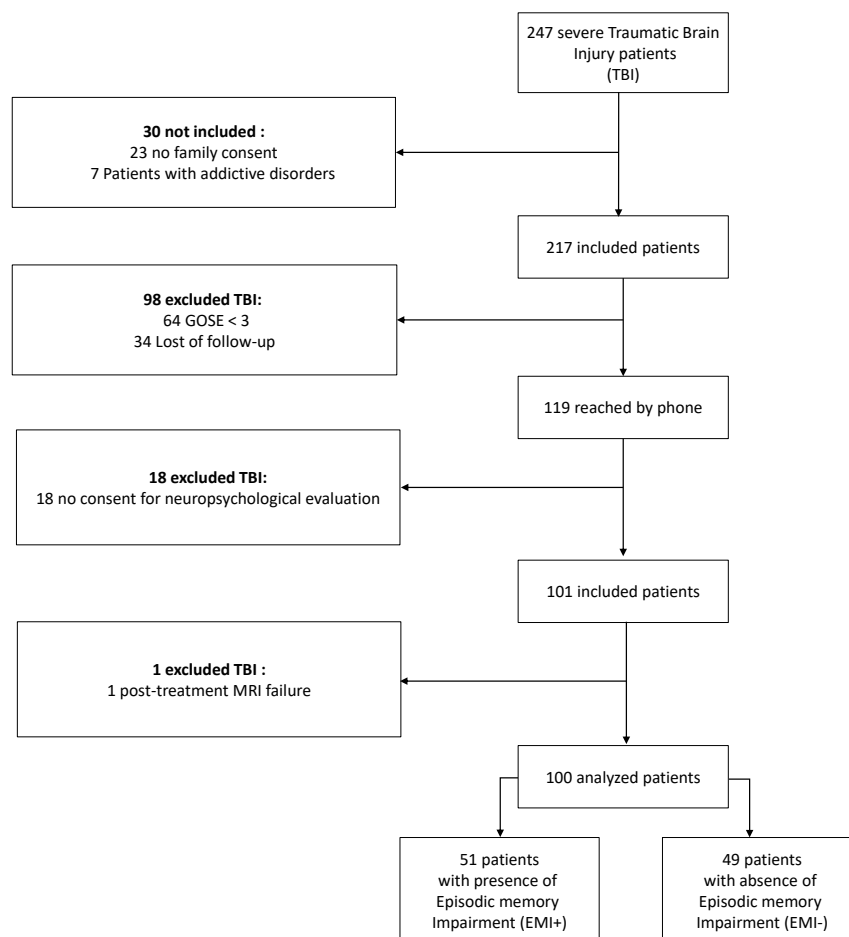 247 severe Traumatic Brain
Injury patients
(TBI)
30 not included :
23 no family consent
7 Patients with addictive disorders
217 included patients
98 excluded TBI:
64 GOSE < 3
34 Lost of follow-up
119 reached by phone
18 excluded TBI:
18 no consent for neuropsychological evaluation
101 included patients
1 excluded TBI :
1 post-treatment MRI failure
100 analyzed patients
51 patients
with presence of
Episodic memory
Impairment (EMI+)
49 patients
with absence of
Episodic memory
Impairment (EMI-)